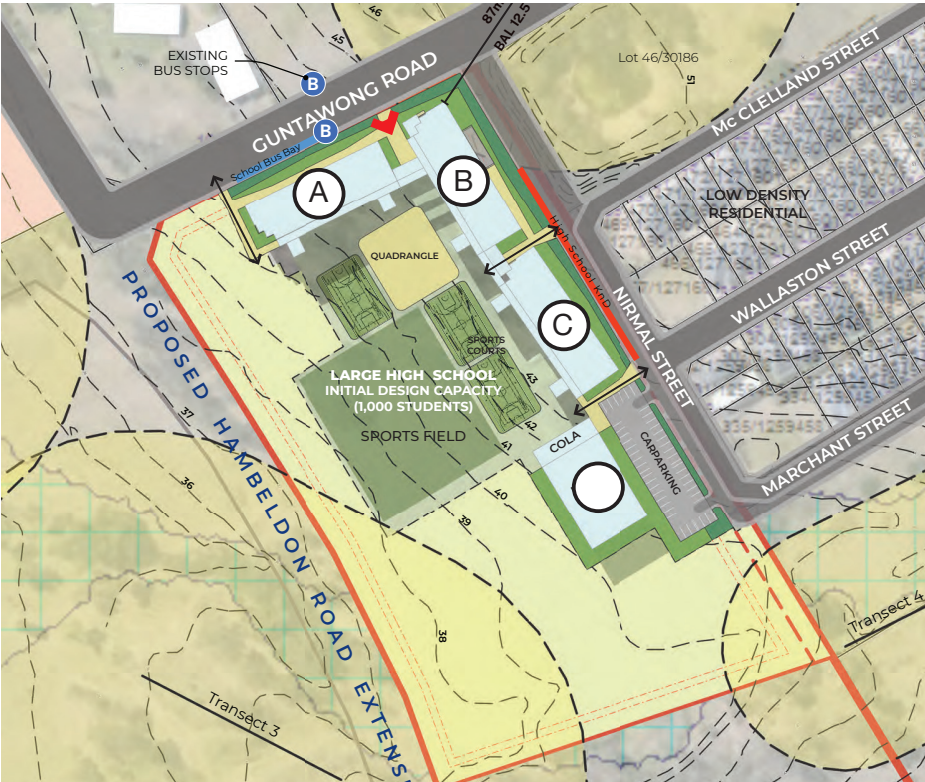 46
45
EXISTING
BUS STOPS
B
87m
BAL 12.5
Lot 46/30186
51
Mc CLELLAND STREET
GUNTAWONG ROAD
B
School Bus Bay
A
B
LOW DENSITY
RESIDENTIAL
High School KnD
WALLASTON STREET
QUADRANGLE
NIRMAL STREET
C
SPORTS
COURTS
LARGE HIGH SCHOOL
INITIAL DESIGN CAPACITY
(1,000 STUDENTS)
SPORTS FIELD
43
42
41
40
39
38
37
36
COLA
CARPARKING
MARCHANT STREET
PROPOSED HAMBELDON ROAD EXTENS
Transect 3
Transect 4